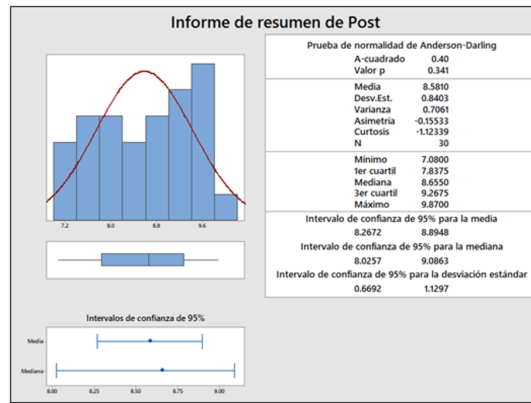 Informe de resumen de Post
Prueba de normalidad de Anderson-Darling
A-cuadrado 0.40
Valor p 0.341
Media 8.5810
Desv.Est. 0.8403
Varianza 0.7061
Asimetría -0.15533
Curtosis -1.12339
N 30
Mínimo 7.0800
1er cuartil 7.8375
Mediana 8.6550
3er cuartil 9.2675
Máximo 9.8700
Intervalo de confianza de 95% para la media
8.2672 8.8948
Intervalo de confianza de 95% para la mediana
8.0257 9.0863
Intervalo de confianza de 95% para la desviación estándar
0.6692 1.1297
7.2 8.0 8.8 9.6
Intervalos de confianza de 95%
Media
Mediana
8.00 8.25 8.50 8.75 9.00